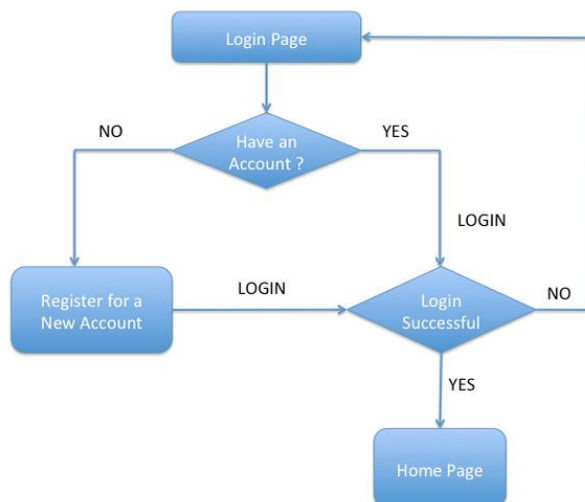 Login Page
NO
YES
Have an
Account ?
LOGIN
Register for a
New Account
LOGIN
Login
Successful
NO
YES
Home Page